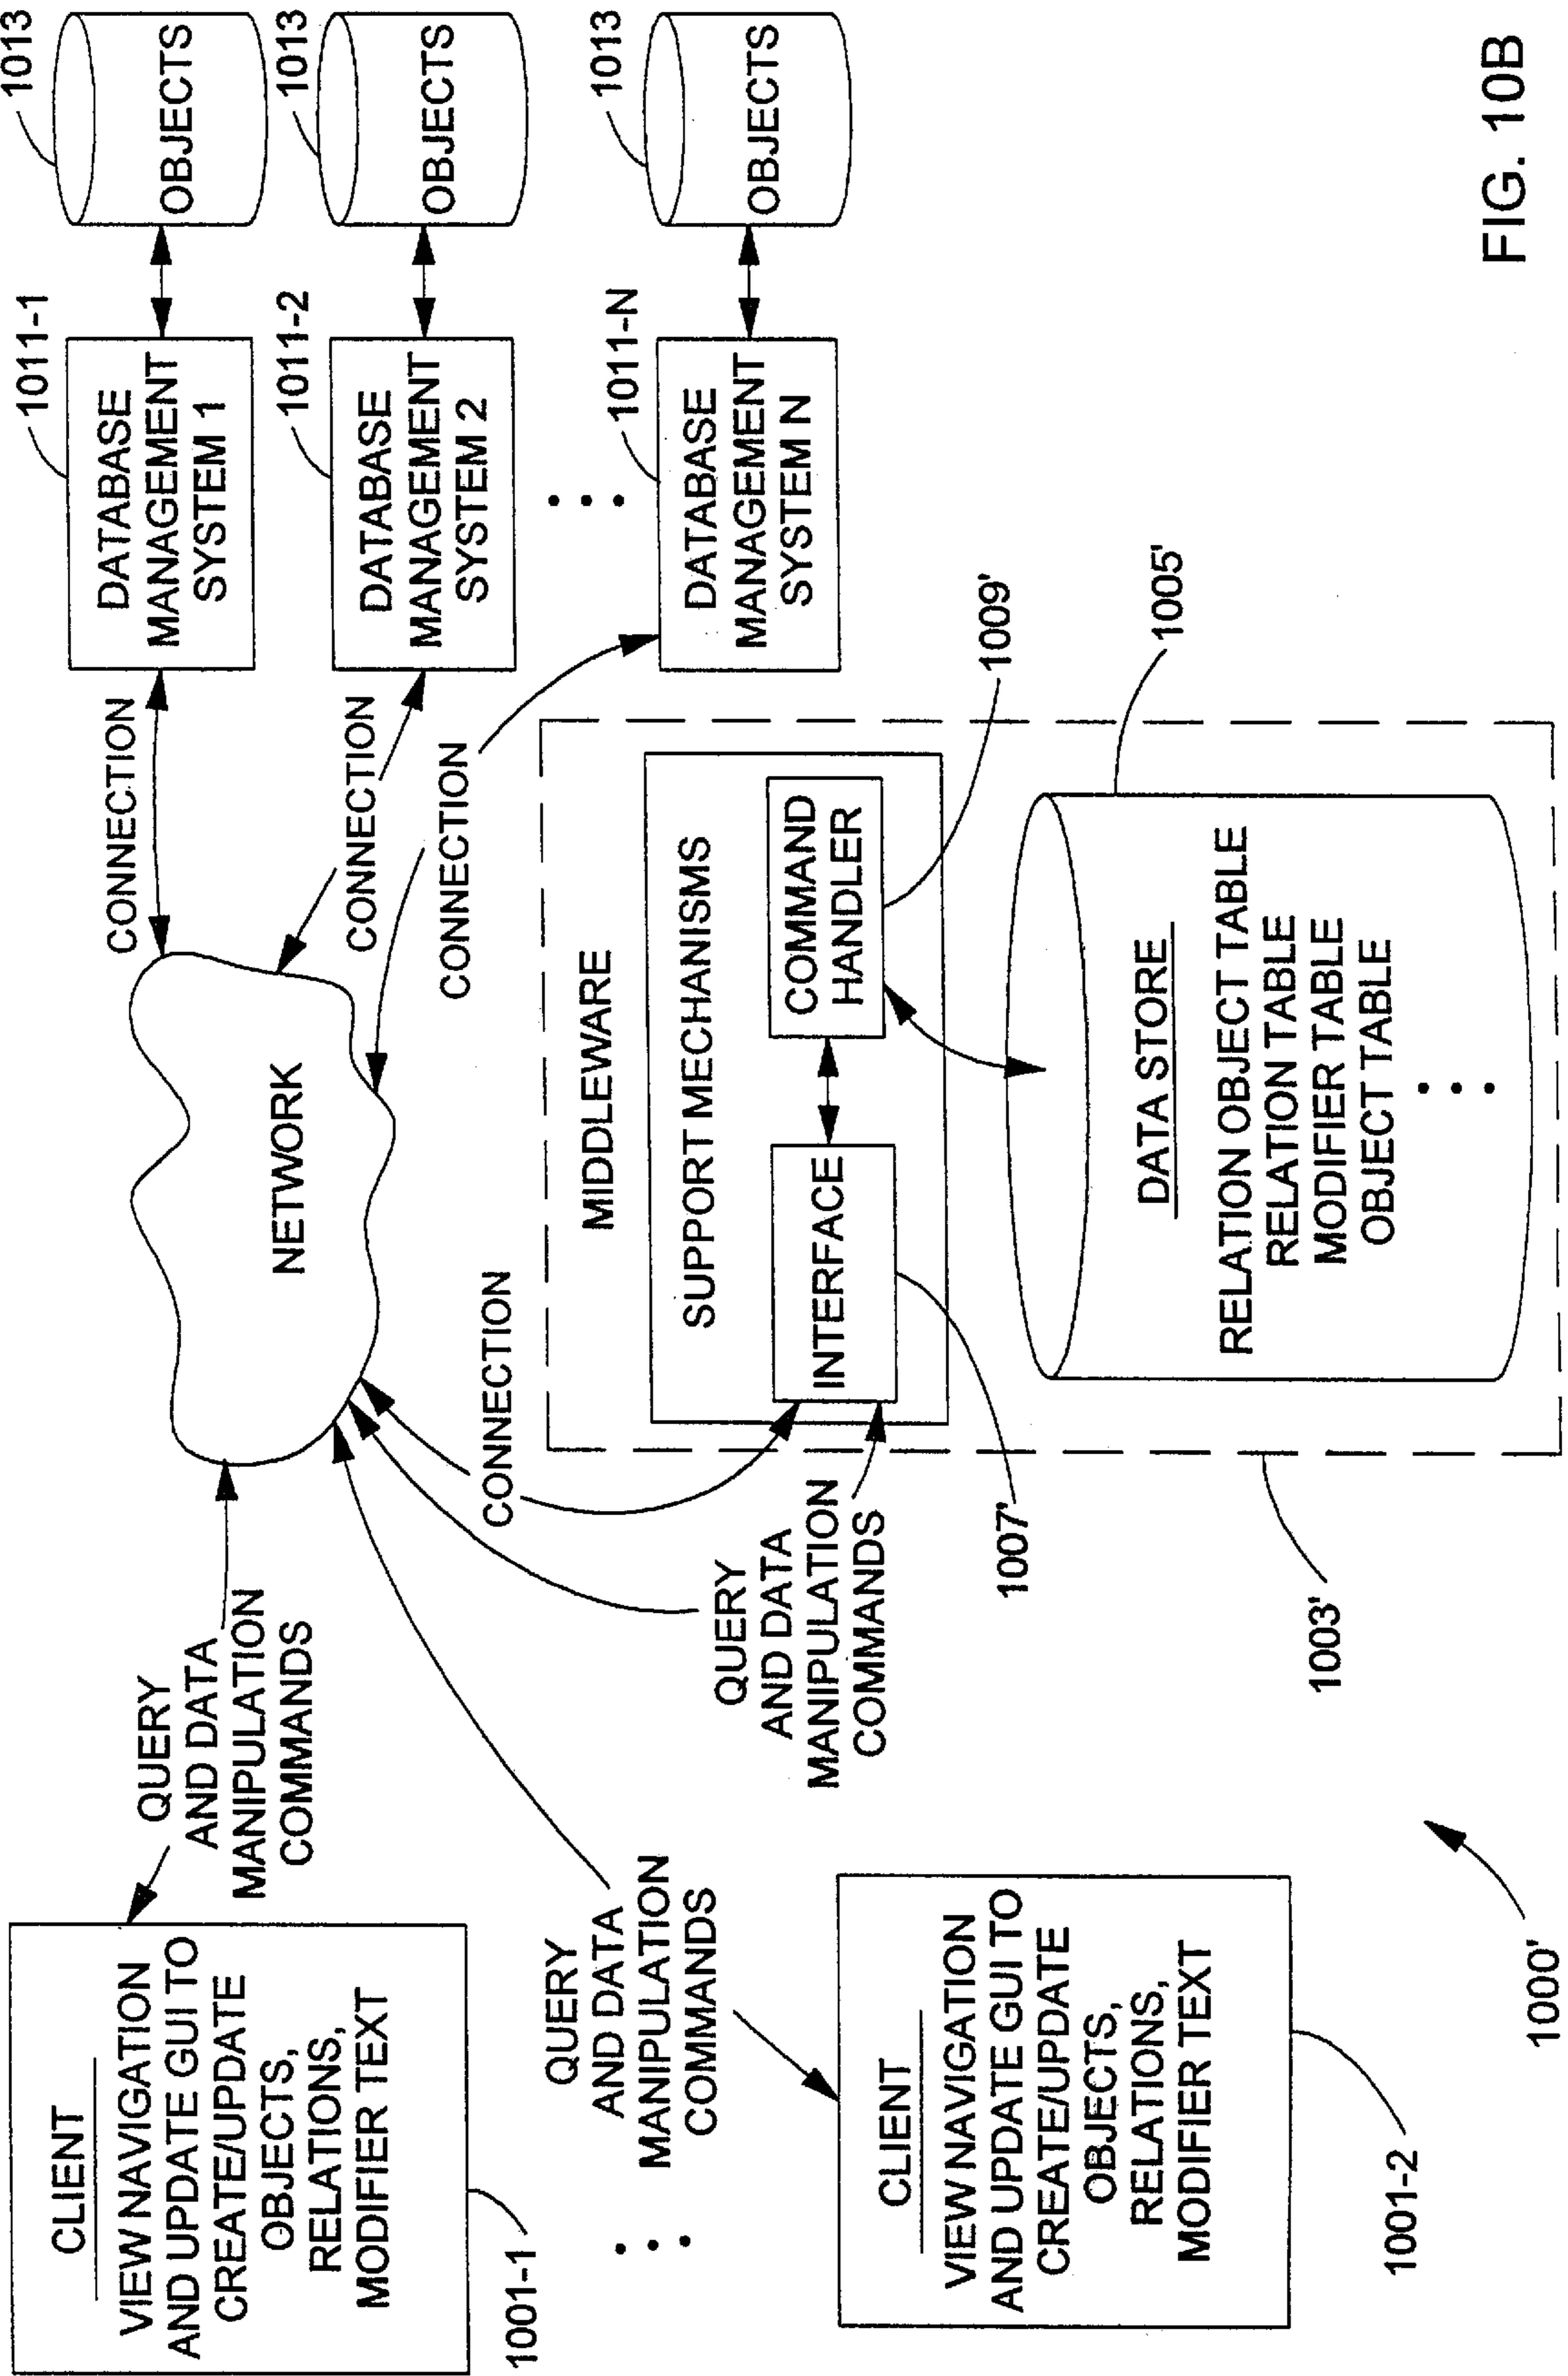 CLIENT
VIEW NAVIGATION
AND UPDATE GUI TO
CREATE/UPDATE
OBJECTS,
RELATIONS,
MODIFIER TEXT
1001-1
QUERY
AND DATA
MANIPULATION
COMMANDS
NETWORK
CONNECTION
DATABASE
MANAGEMENT
SYSTEM 1
1011-1
OBJECTS
1013
CONNECTION
DATABASE
MANAGEMENT
SYSTEM 2
1011-2
OBJECTS
1013
CONNECTION
DATABASE
MANAGEMENT
SYSTEM N
1011-N
OBJECTS
1013
QUERY
AND DATA
MANIPULATION
COMMANDS
CLIENT
VIEW NAVIGATION
AND UPDATE GUI TO
CREATE/UPDATE
OBJECTS,
RELATIONS,
MODIFIER TEXT
1001-2
CONNECTION
QUERY
AND DATA
MANIPULATION
COMMANDS
MIDDLEWARE
SUPPORT MECHANISMS
INTERFACE
COMMAND
HANDLER
1007'
1009'
DATA STORE
RELATION OBJECT TABLE
RELATION TABLE
MODIFIER TABLE
OBJECT TABLE
1005'
1003'
1000'
FIG. 10B